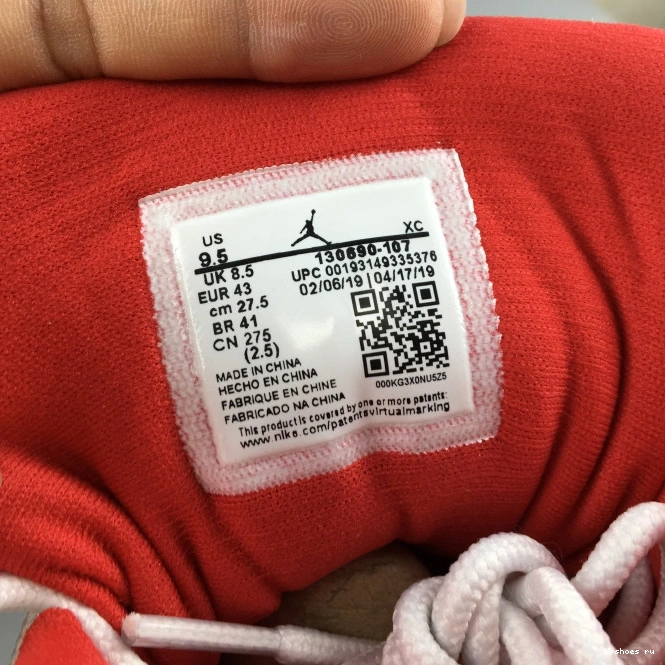 US
XC
9.5
130690-107
UK 8.5
UPC 00193149335376
EUR 43
02/06/19 | 04/17/19
cm 27.5
BR 41
CN 275
(2.5)
000KG3X0NU5Z5
MADE IN CHINA
HECHO EN CHINA
FABRIQUE EN CHINE
FABRICADO NA CHINA
This product is covered by one or more patents:
www.nike.com/patentsvirtualmarking